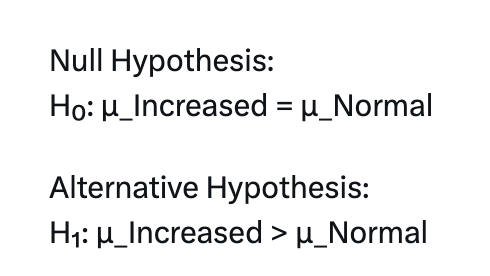 Null Hypothesis:
H₀: μ_Increased = μ_Normal
Alternative Hypothesis:
H₁: μ_Increased > μ_Normal